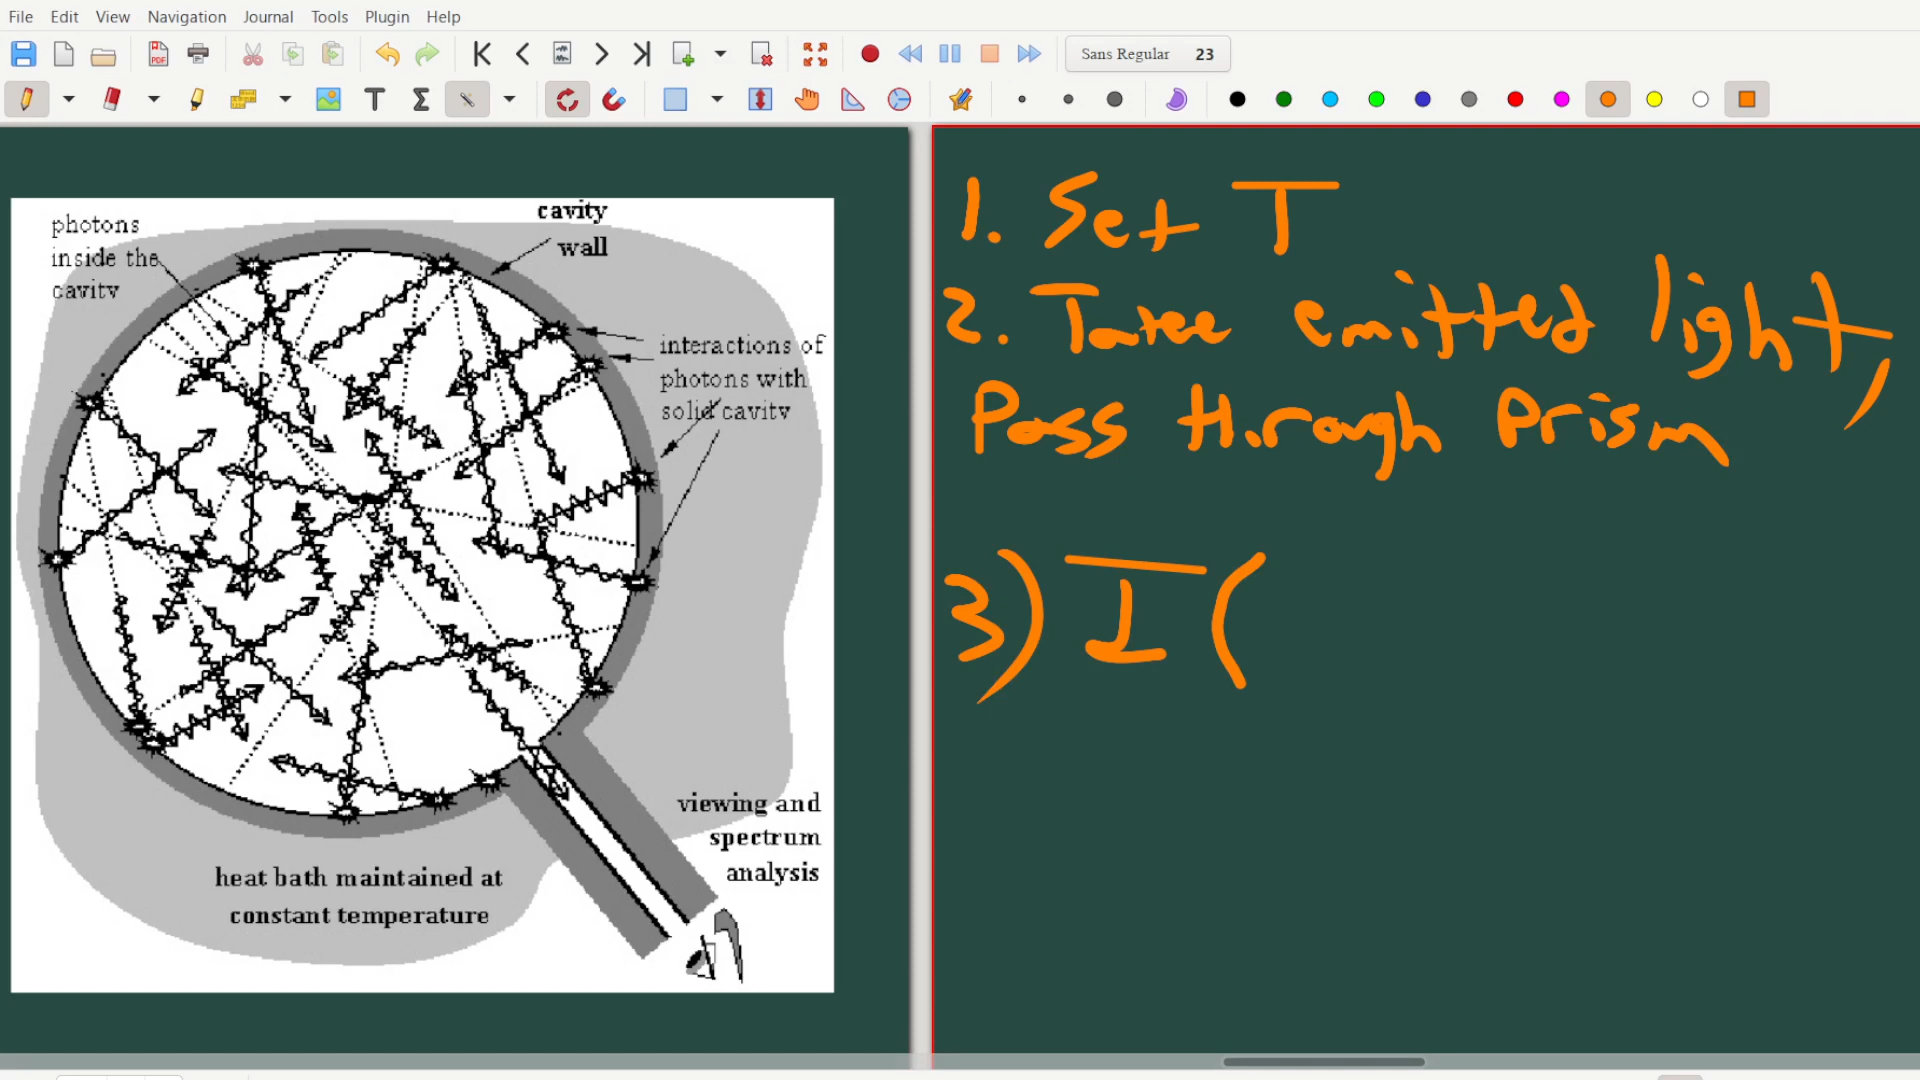 File Edit View Navigation Journal Tools Plugin Help
Sans Regular 23
photons
inside the
cavity
cavity
wall
interactions of
photons with
solid cavity
viewing and
spectrum
analysis
heat bath maintained at
constant temperature
1. Set T
2. Take emitted light,
Pass through Prism
3) I (